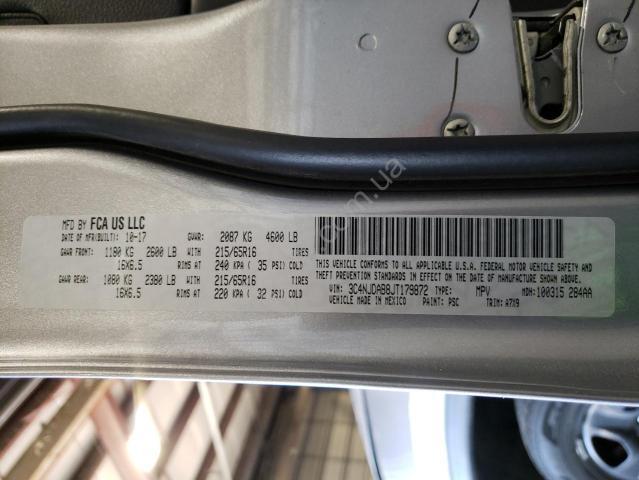 MFD BY FCA US LLC
DATE OF MFR(BUILT): 10-17 GVWR: 2087 KG 4600 LB
GAWR FRONT: 1180 KG 2600 LB WITH 215/65R16 TIRES
16X6.5 RIMS AT 240 KPA ( 35 PSI) COLD
GAWR REAR: 1080 KG 2380 LB WITH 215/65R16 TIRES
16X6.5 RIMS AT 220 KPA ( 32 PSI) COLD
THIS VEHICLE CONFORMS TO ALL APPLICABLE U.S.A. FEDERAL MOTOR VEHICLE SAFETY AND
THEFT PREVENTION STANDARDS IN EFFECT ON THE DATE OF MANUFACTURE SHOWN ABOVE.
VIN: 3C4NJDAB8JT179872 TYPE: MPV MDH: 100315 284AA
VEHICLE MADE IN MEXICO PAINT: PSC TRIM: A7X9